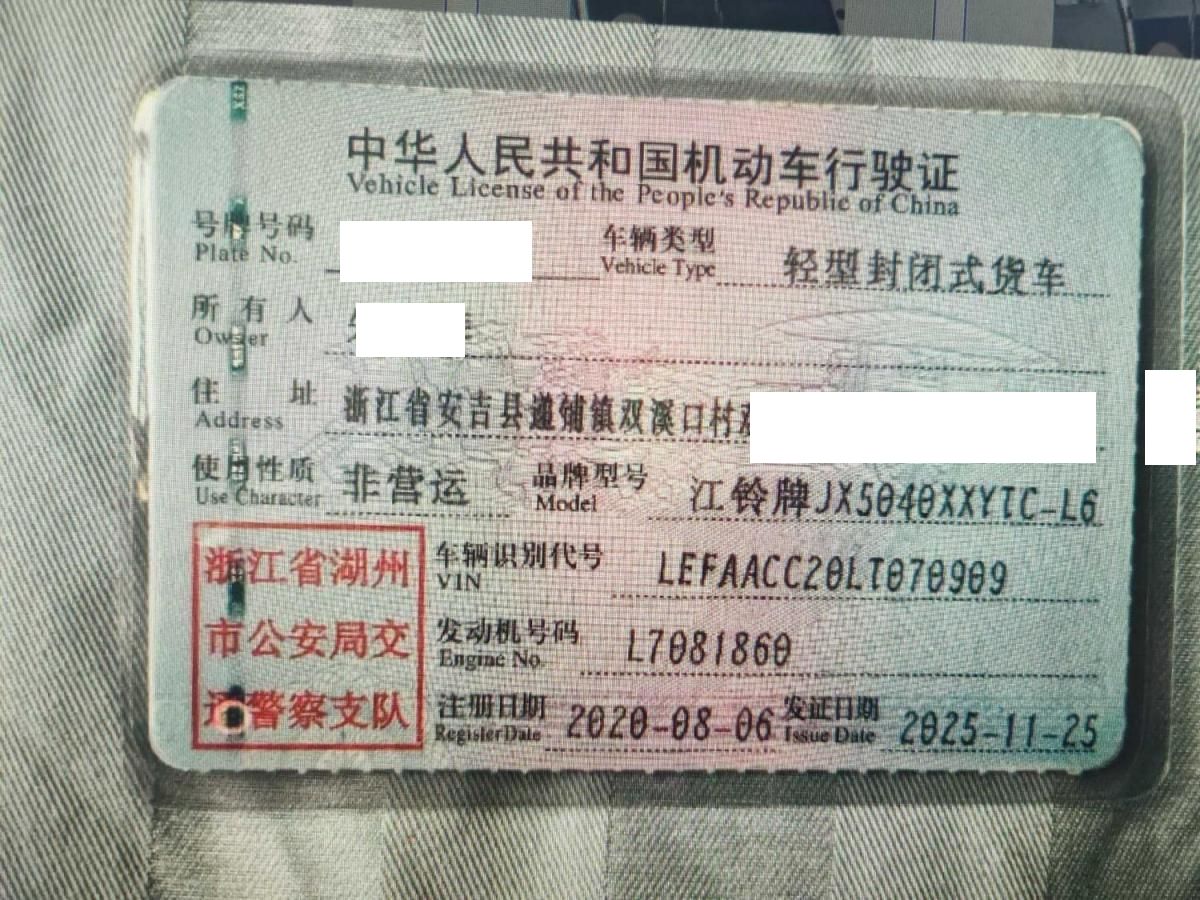 中华人民共和国机动车行驶证
Vehicle License of the People's Republic of China
号牌号码
Plate No.
车辆类型 轻型封闭式货车
Vehicle Type
所有人
Owner
住址 浙江省安吉县递铺镇双溪口村
Address
使用性质 非营运
Use Character
品牌型号 江铃牌JX5040XXYTC-L6
Model
浙江省湖州
市公安局交
通警察支队
车辆识别代号 LEFAACC20LT070909
VIN
发动机号码 L7081860
Engine No.
注册日期 2020-08-06
Register Date
发证日期 2025-11-25
Issue Date